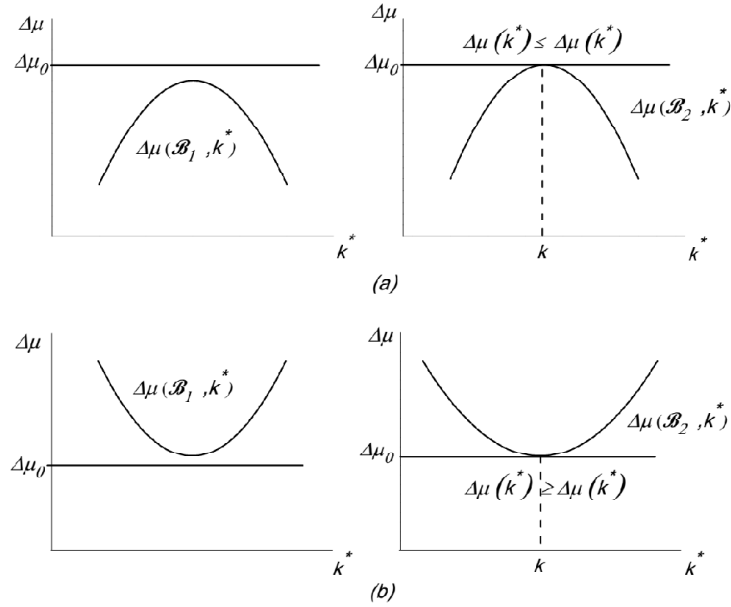 Δμ
Δμ₀
Δμ(ℬ₁ ,k*)
k*
Δμ
Δμ(k*) ≤ Δμ(k*)
Δμ₀
Δμ(ℬ₂ ,k*)
k
k*
(a)
Δμ
Δμ(ℬ₁ ,k*)
Δμ₀
k*
Δμ
Δμ(ℬ₂ ,k*)
Δμ₀
Δμ(k*) ≥ Δμ(k*)
k
k*
(b)